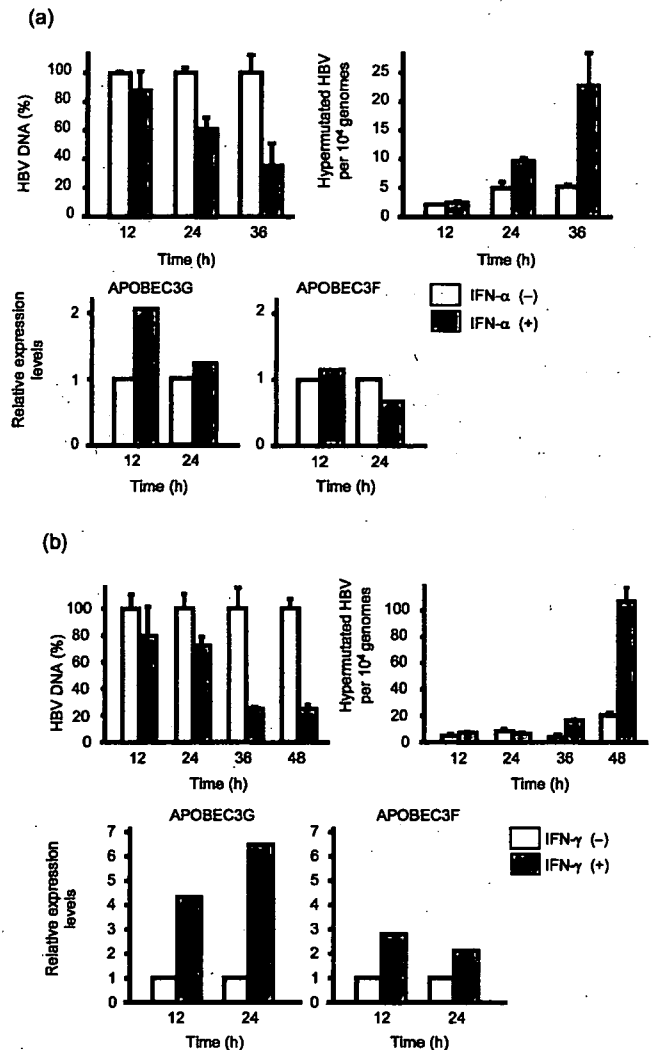 (a)
HBV DNA (%)
100
80
60
40
20
0
12 24 36
Time (h)
Hypermutated HBV
per 10⁴ genomes
25
20
15
10
5
0
12 24 36
Time (h)
APOBEC3G
Relative expression
levels
2
1
0
12 24
Time (h)
APOBEC3F
2
1
0
12 24
Time (h)
IFN-α (–)
IFN-α (+)
(b)
HBV DNA (%)
100
80
60
40
20
0
12 24 36 48
Time (h)
Hypermutated HBV
per 10⁴ genomes
100
80
60
40
20
0
12 24 36 48
Time (h)
APOBEC3G
Relative expression
levels
7
6
5
4
3
2
1
0
12 24
Time (h)
APOBEC3F
7
6
5
4
3
2
1
0
12 24
Time (h)
IFN-γ (–)
IFN-γ (+)